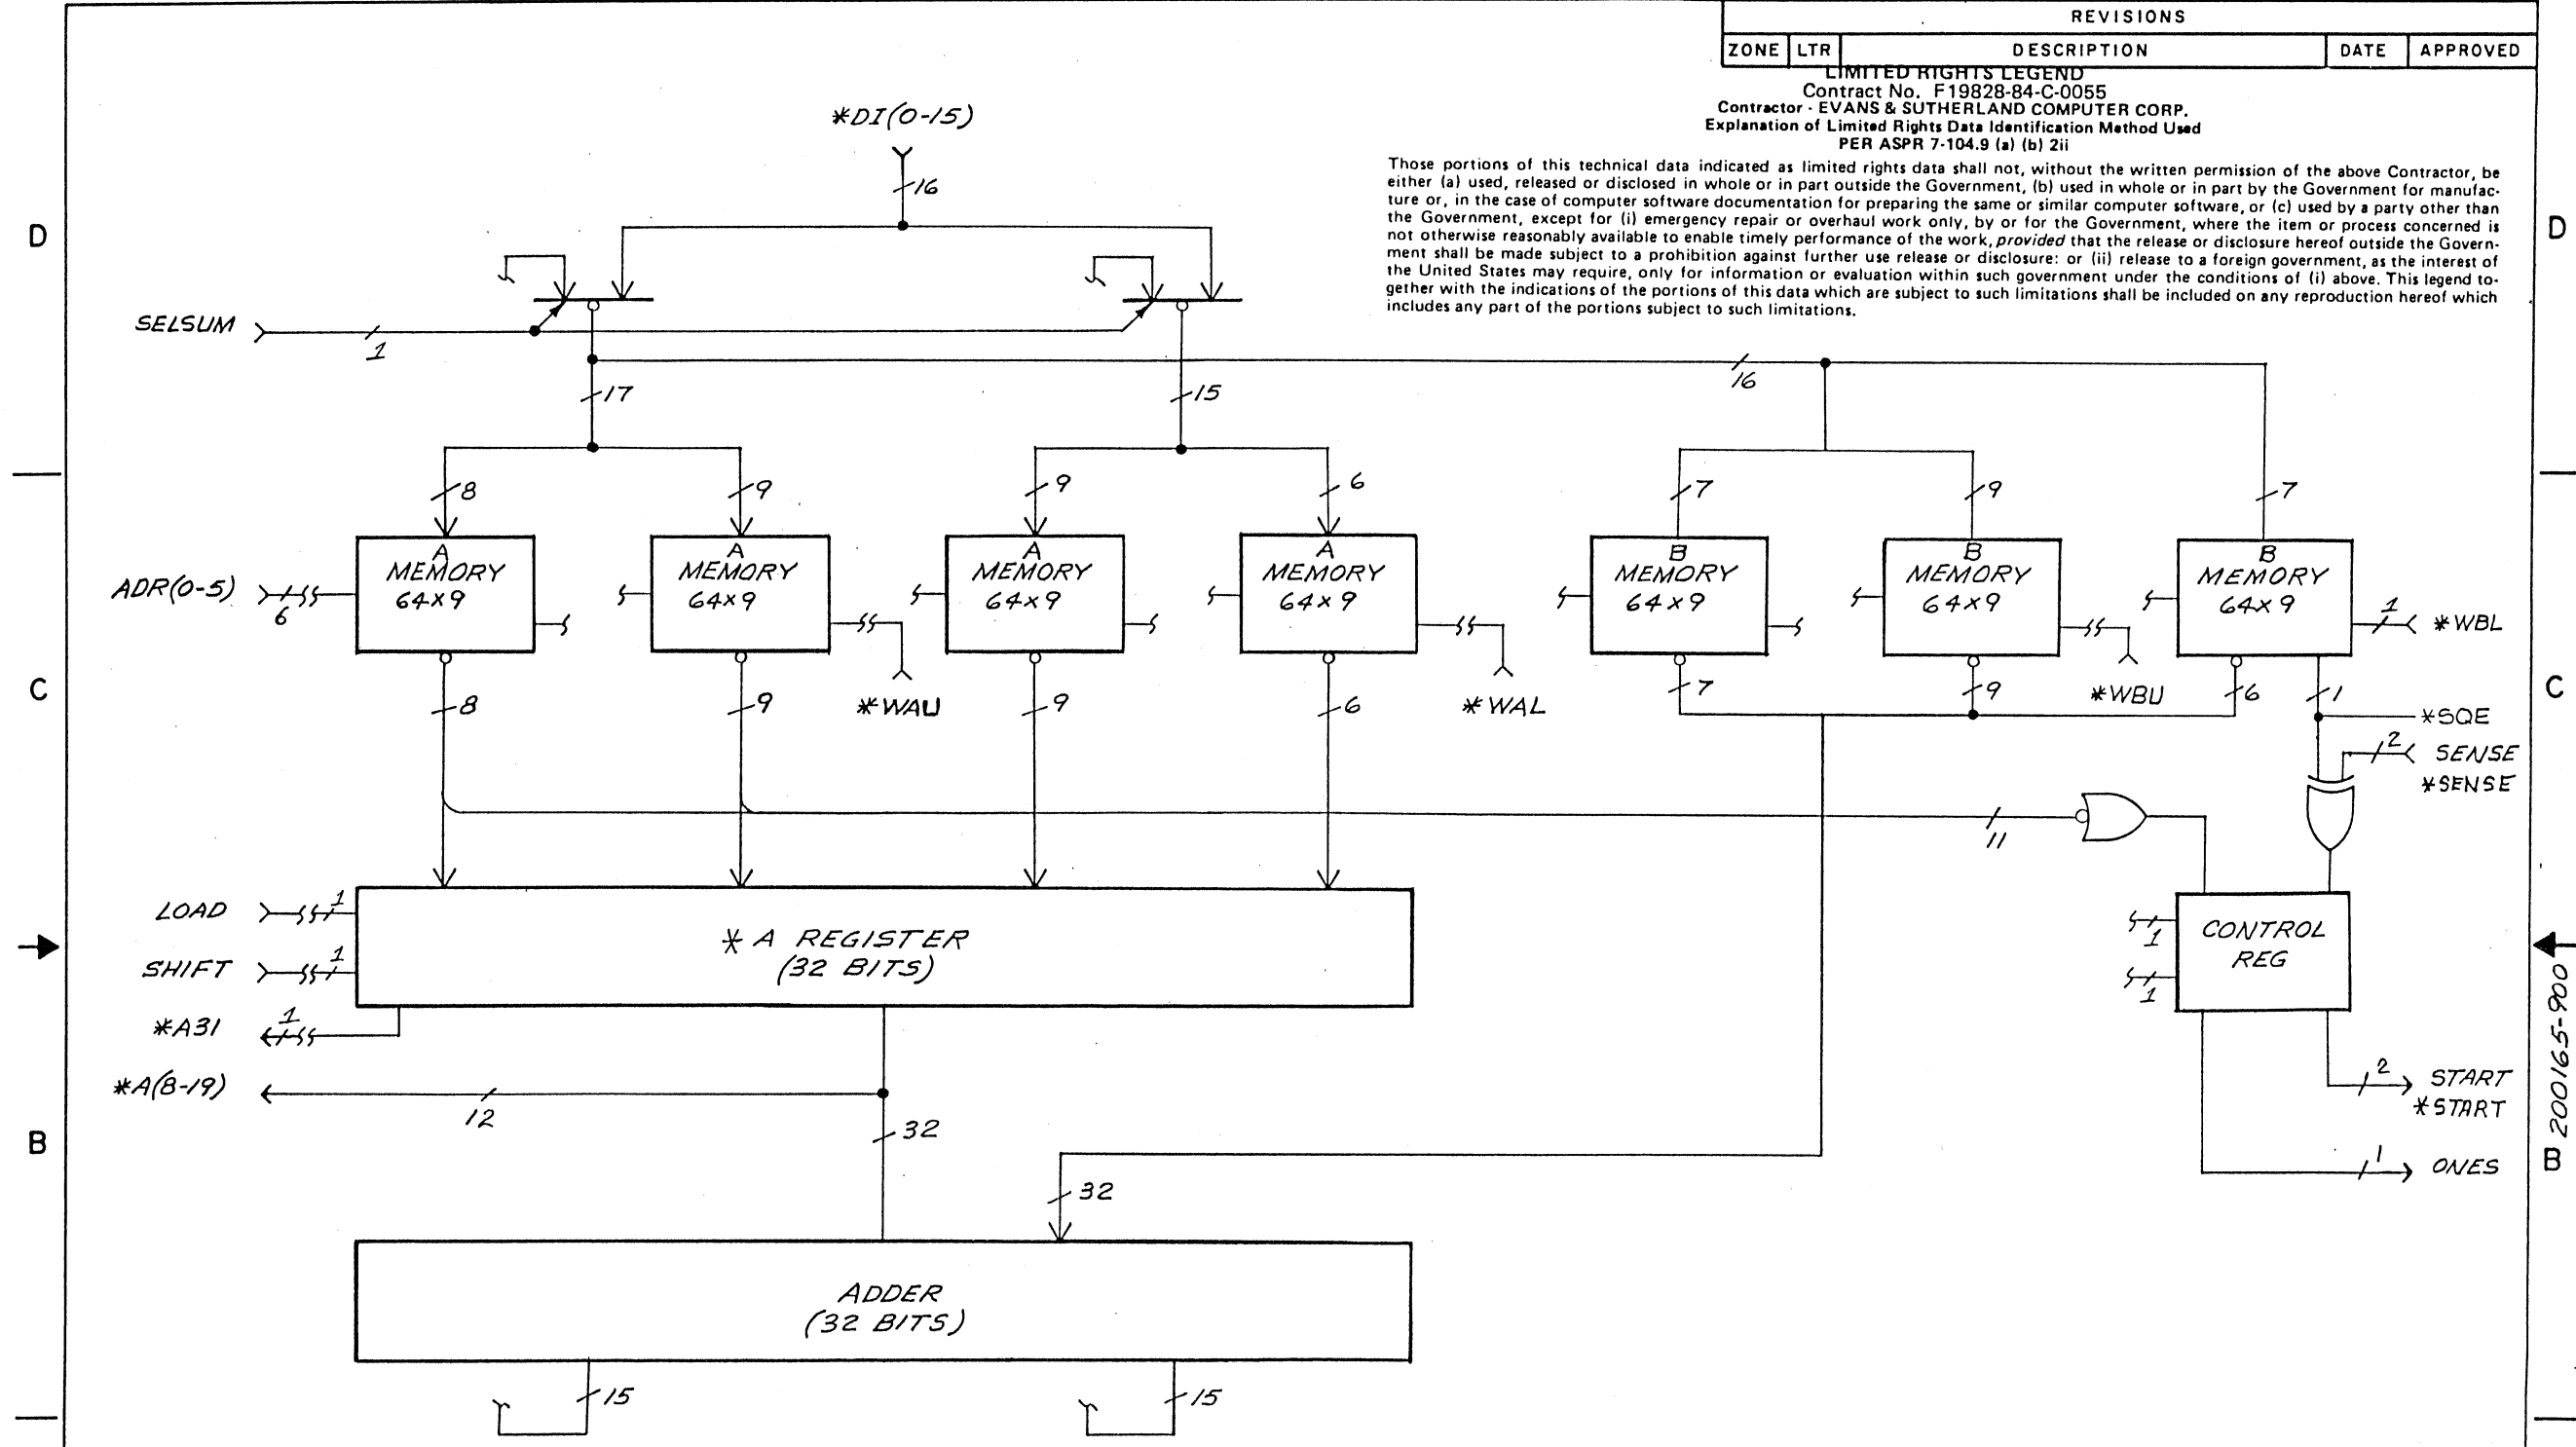 REVISIONS
ZONE LTR DESCRIPTION DATE APPROVED
LIMITED RIGHTS LEGEND
Contract No. F19828-84-C-0055
Contractor - EVANS & SUTHERLAND COMPUTER CORP.
Explanation of Limited Rights Data Identification Method Used
PER ASPR 7-104.9 (a) (b) 2ii
Those portions of this technical data indicated as limited rights data shall not, without the written permission of the above Contractor, be
either (a) used, released or disclosed in whole or in part outside the Government, (b) used in whole or in part by the Government for manufac-
ture or, in the case of computer software documentation for preparing the same or similar computer software, or (c) used by a party other than
the Government, except for (i) emergency repair or overhaul work only, by or for the Government, where the item or process concerned is
not otherwise reasonably available to enable timely performance of the work, provided that the release or disclosure hereof outside the Govern-
ment shall be made subject to a prohibition against further use release or disclosure: or (ii) release to a foreign government, as the interest of
the United States may require, only for information or evaluation within such government under the conditions of (i) above. This legend to-
gether with the indications of the portions of this data which are subject to such limitations shall be included on any reproduction hereof which
includes any part of the portions subject to such limitations.
*DI(0-15)
16
D D
SELSUM
1
16
17 15
8 9 9 6 7 9 7
A A A A B B B
MEMORY MEMORY MEMORY MEMORY MEMORY MEMORY MEMORY
64x9 64x9 64x9 64x9 64x9 64x9 64x9
ADR(0-5)
6
1 *WBL
C C
8 9 *WAU 9 6 *WAL 7 9 *WBU 6 1
*SQE
2 SENSE
*SENSE
11
LOAD 1
* A REGISTER
(32 BITS)
SHIFT 1
CONTROL
REG
1
1
*A31 1
*A(8-19)
12
2 START
*START
32
B B
200165-900
1 ONES
32
ADDER
(32 BITS)
15 15